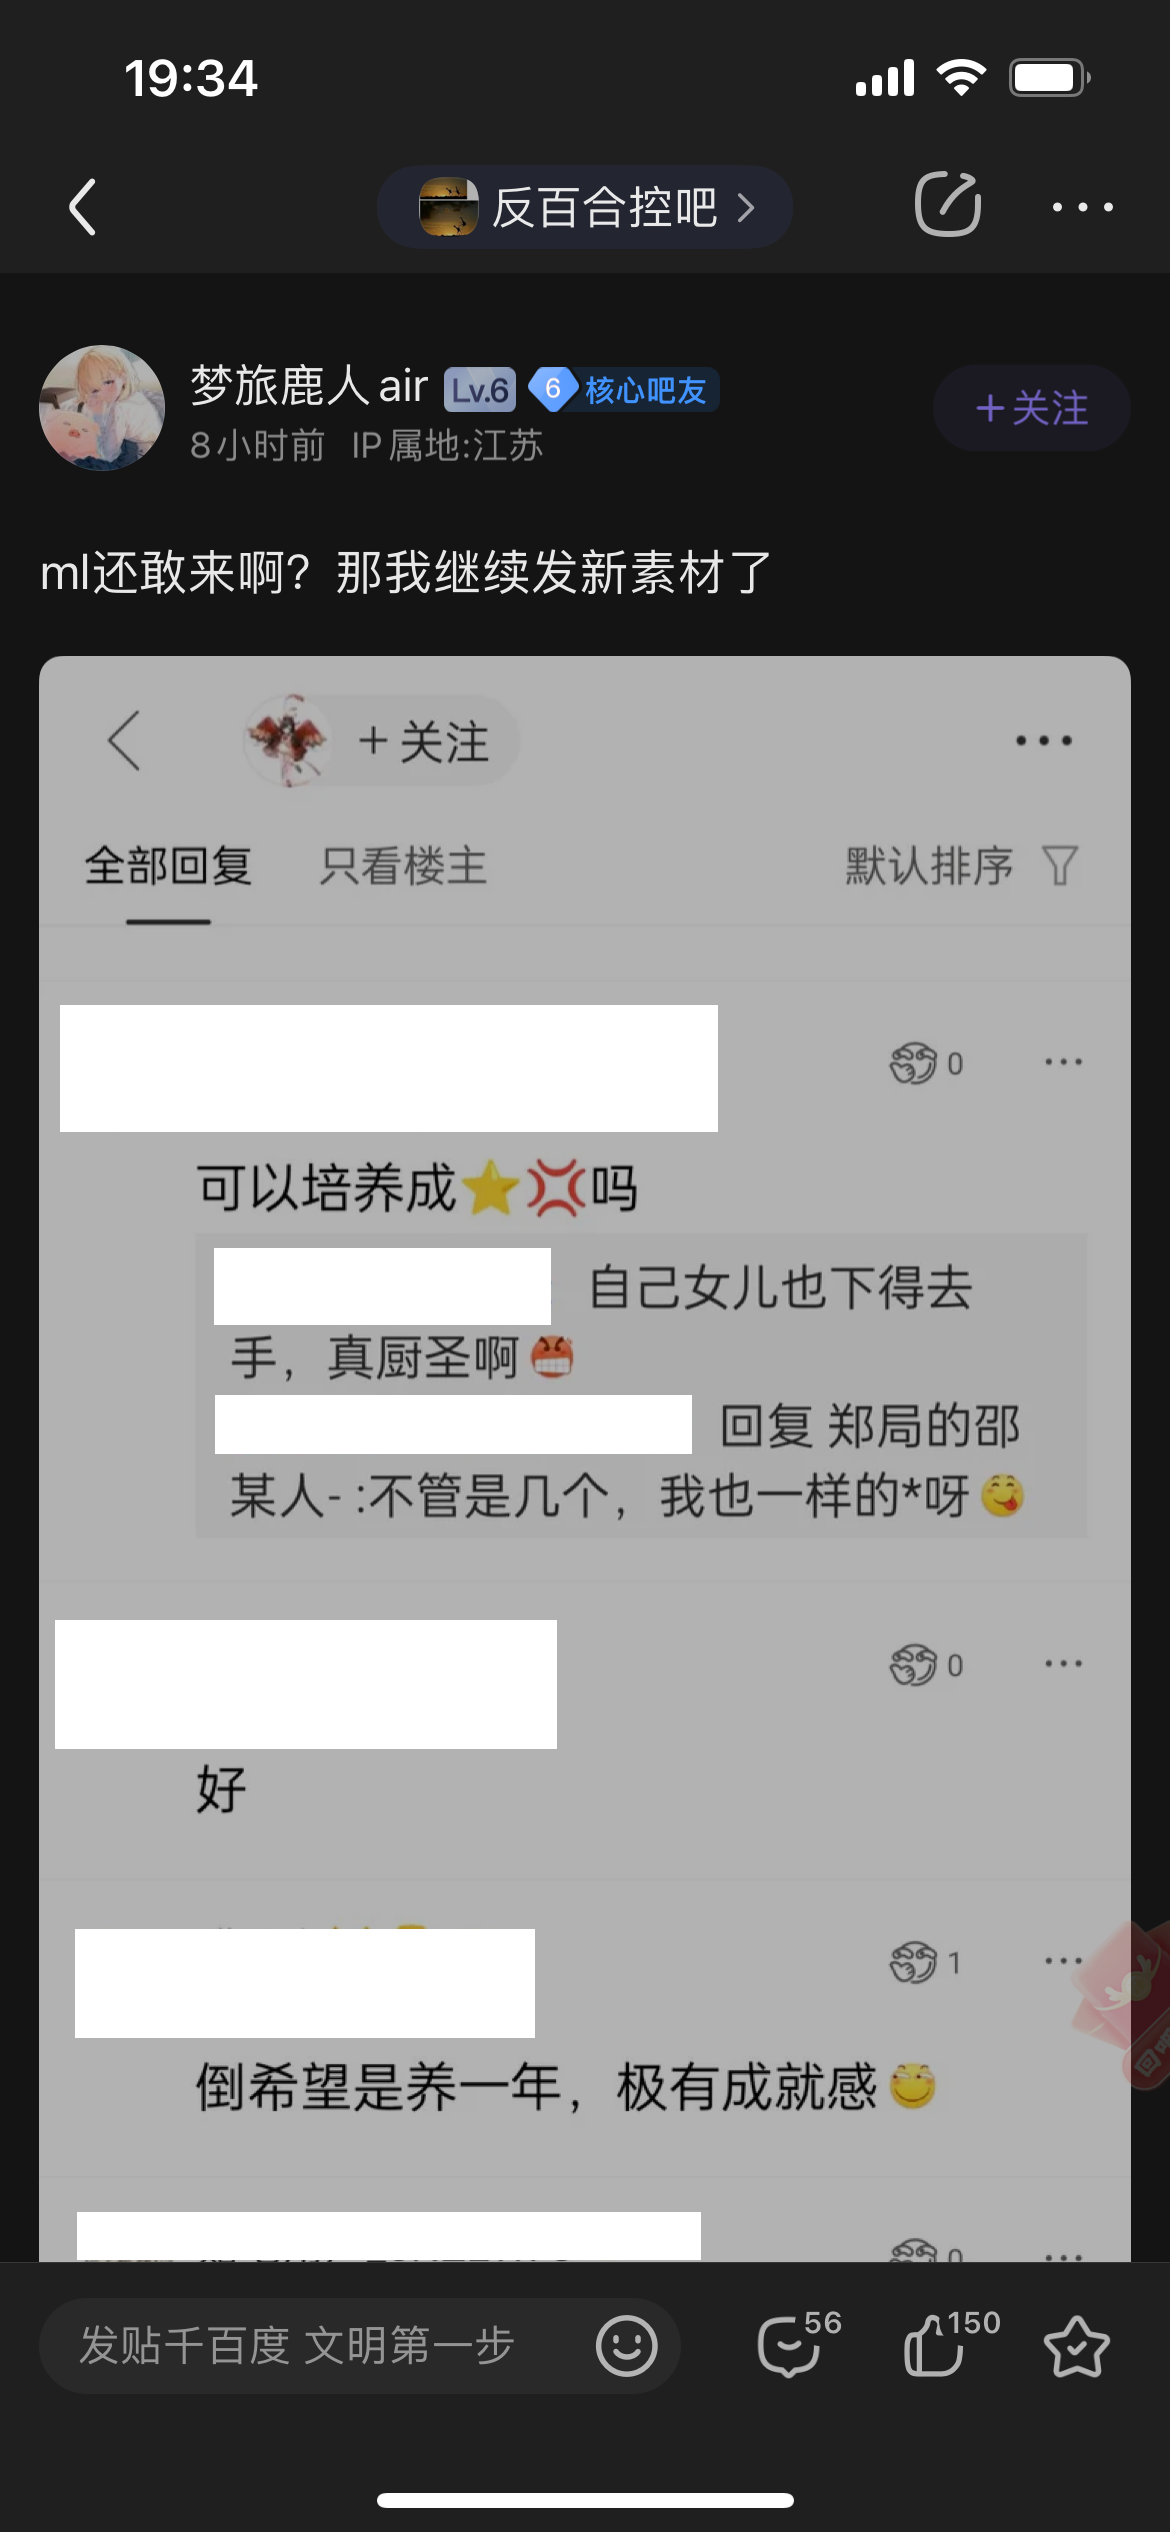 19:34
反百合控吧
梦旅鹿人air Lv.6 6 核心吧友
+关注
8小时前 IP属地:江苏
ml还敢来啊？那我继续发新素材了
+关注
全部回复 只看楼主 默认排序
0
可以培养成⭐💢吗
自己女儿也下得去
手，真厨圣啊😡
回复 郑局的邵
某人- :不管是几个，我也一样的*呀😋
0
好
1
倒希望是养一年，极有成就感
0
发贴千百度 文明第一步
56
150